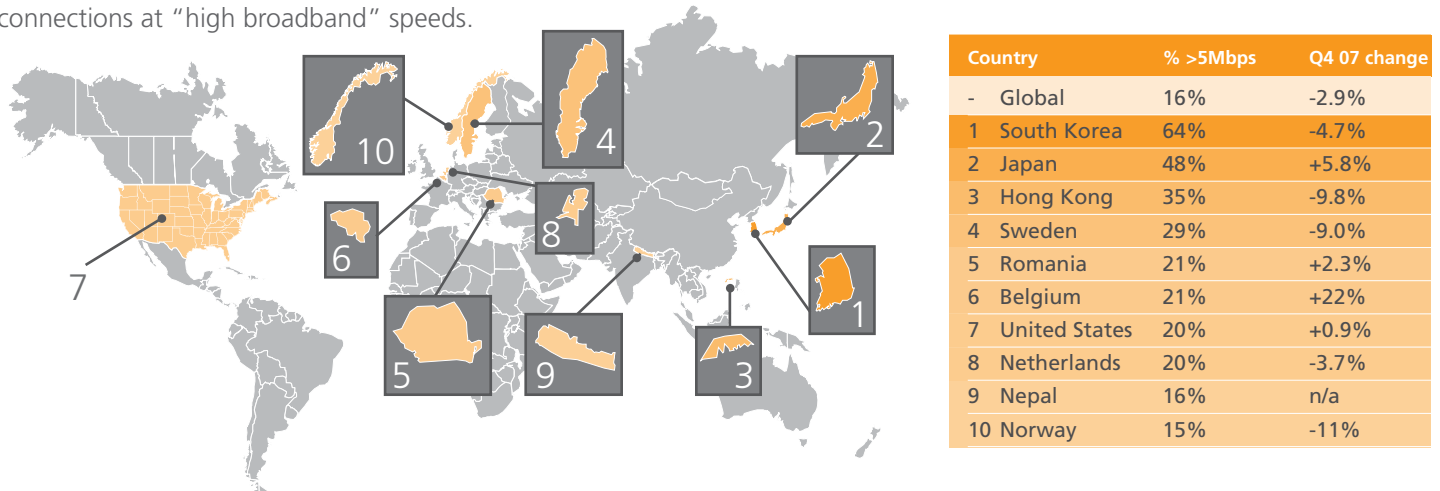 connections at “high broadband” speeds.
10
4
2
6
8
7
5
9
3
1
Country % >5Mbps Q4 07 change
- Global 16% -2.9%
1 South Korea 64% -4.7%
2 Japan 48% +5.8%
3 Hong Kong 35% -9.8%
4 Sweden 29% -9.0%
5 Romania 21% +2.3%
6 Belgium 21% +22%
7 United States 20% +0.9%
8 Netherlands 20% -3.7%
9 Nepal 16% n/a
10 Norway 15% -11%